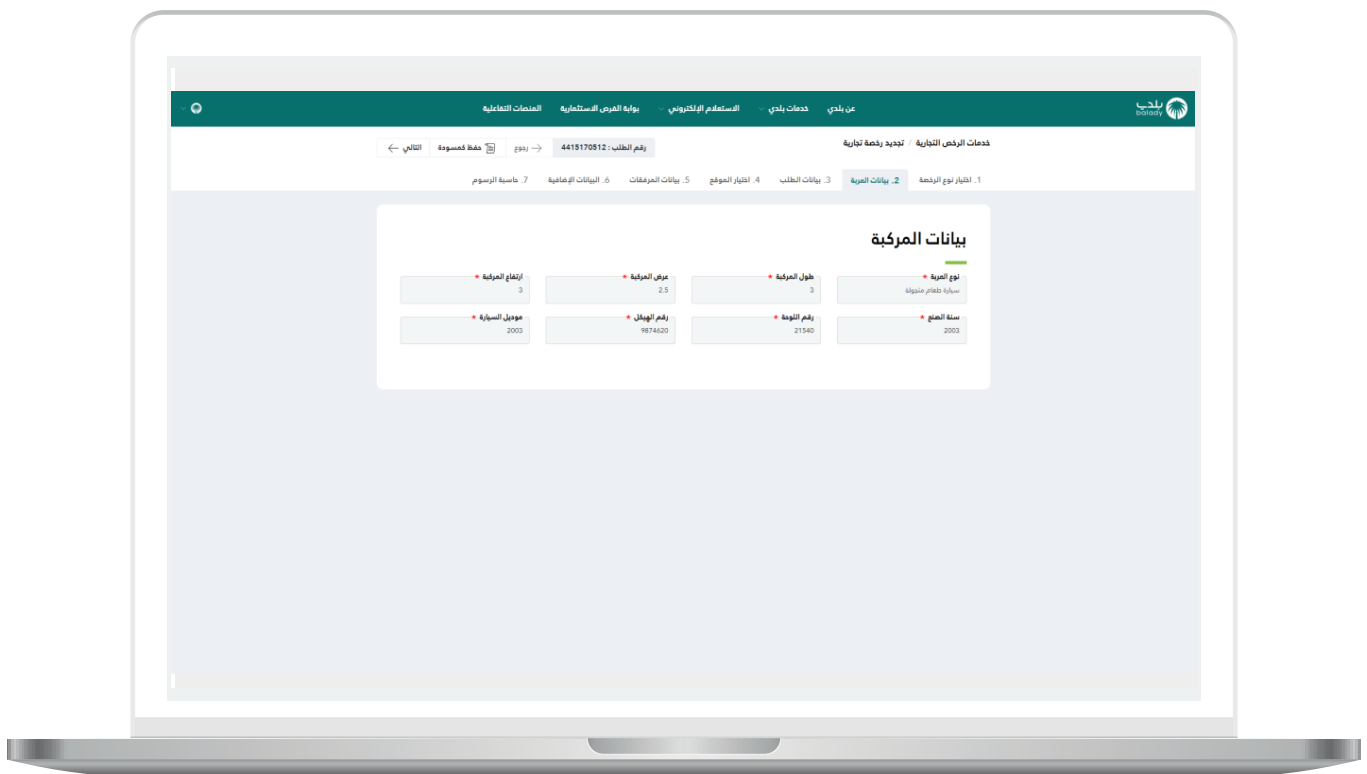 بلدي
balady
عن بلدي خدمات بلدي الاستعلام الإلكتروني بوابة الفرص الاستثمارية المنصات التفاعلية
خدمات الرخص التجارية / تجديد رخصة تجارية
رقم الطلب : 4415170512 رجوع حفظ كمسودة التالي
1. اختيار نوع الرخصة 2. بيانات العربة 3. بيانات الطلب 4. اختيار الموقع 5. بيانات المرفقات 6. البيانات الإضافية 7. حاسبة الرسوم
بيانات المركبة
نوع العربة * طول المركبة * عرض المركبة * ارتفاع المركبة *
سيارة طعام متجولة 3 2.5 3
سنة الصنع * رقم اللوحة * رقم الهيكل * موديل السيارة *
2003 21540 9874620 2003